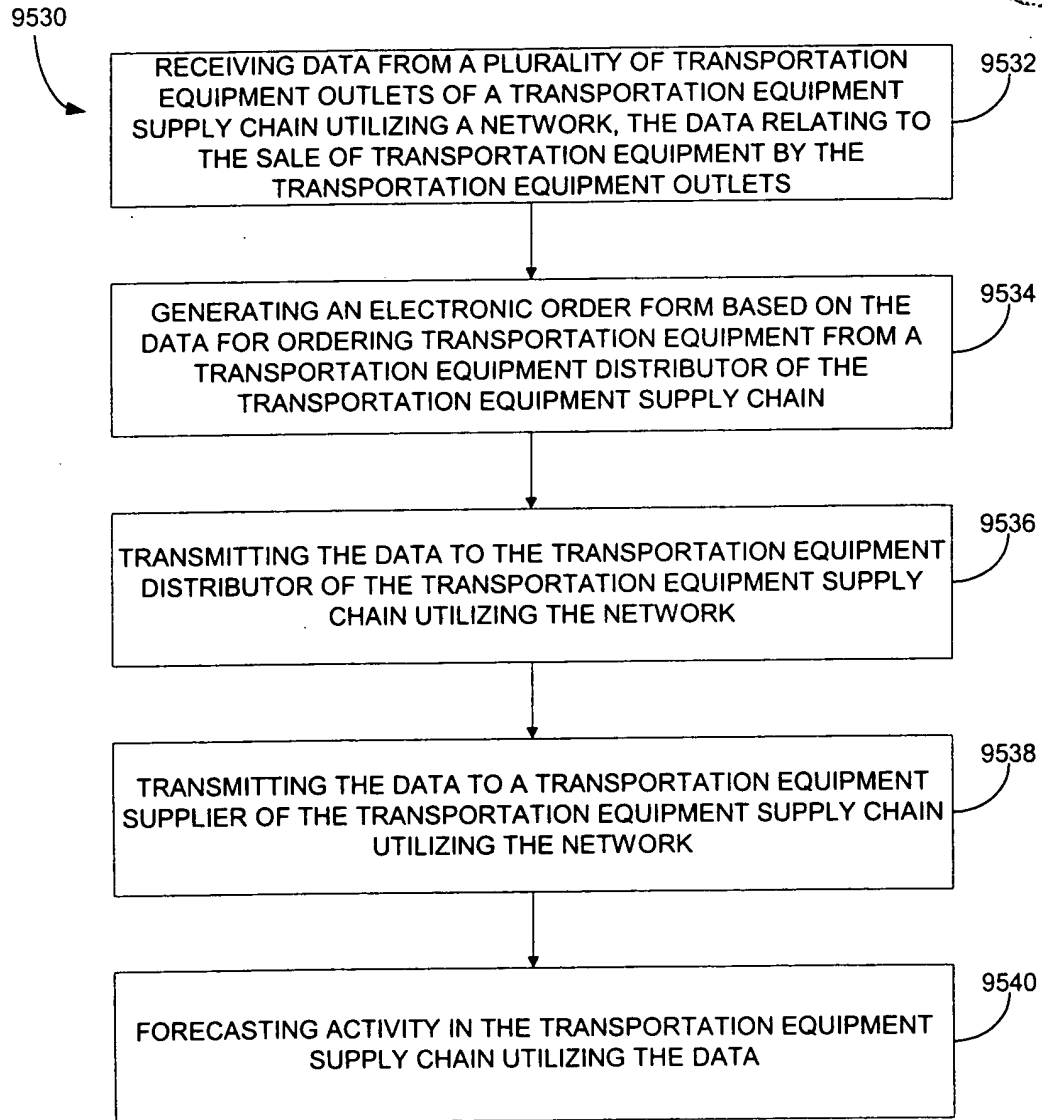 9530
RECEIVING DATA FROM A PLURALITY OF TRANSPORTATION
EQUIPMENT OUTLETS OF A TRANSPORTATION EQUIPMENT
SUPPLY CHAIN UTILIZING A NETWORK, THE DATA RELATING TO
THE SALE OF TRANSPORTATION EQUIPMENT BY THE
TRANSPORTATION EQUIPMENT OUTLETS
9532
GENERATING AN ELECTRONIC ORDER FORM BASED ON THE
DATA FOR ORDERING TRANSPORTATION EQUIPMENT FROM A
TRANSPORTATION EQUIPMENT DISTRIBUTOR OF THE
TRANSPORTATION EQUIPMENT SUPPLY CHAIN
9534
TRANSMITTING THE DATA TO THE TRANSPORTATION EQUIPMENT
DISTRIBUTOR OF THE TRANSPORTATION EQUIPMENT SUPPLY
CHAIN UTILIZING THE NETWORK
9536
TRANSMITTING THE DATA TO A TRANSPORTATION EQUIPMENT
SUPPLIER OF THE TRANSPORTATION EQUIPMENT SUPPLY CHAIN
UTILIZING THE NETWORK
9538
FORECASTING ACTIVITY IN THE TRANSPORTATION EQUIPMENT
SUPPLY CHAIN UTILIZING THE DATA
9540